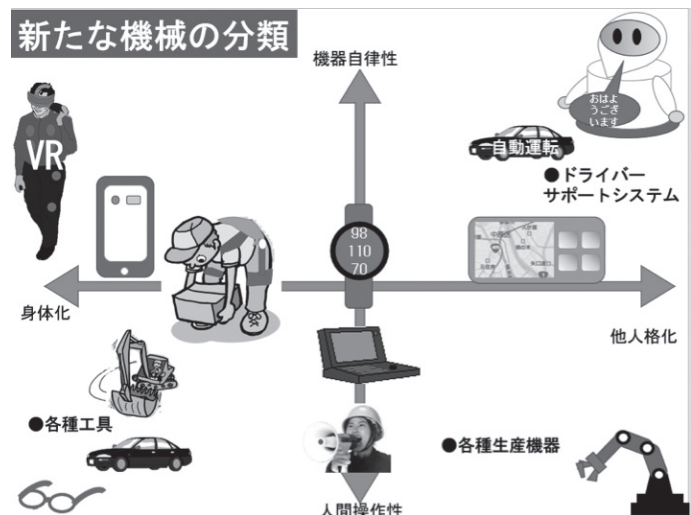 新たな機械の分類
機器自律性
おはよ
うござ
います
VR
自動運転
●ドライバー
サポートシステム
98
110
70
身体化
他人格化
●各種工具
●各種生産機器
人間操作性